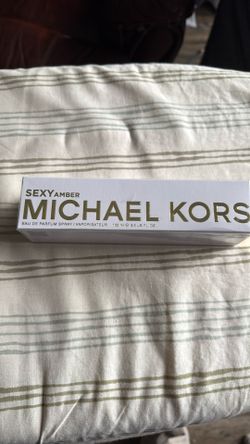 SEXY AMBER
MICHAEL KORS
EAU DE PARFUM SPRAY / VAPORISATEUR